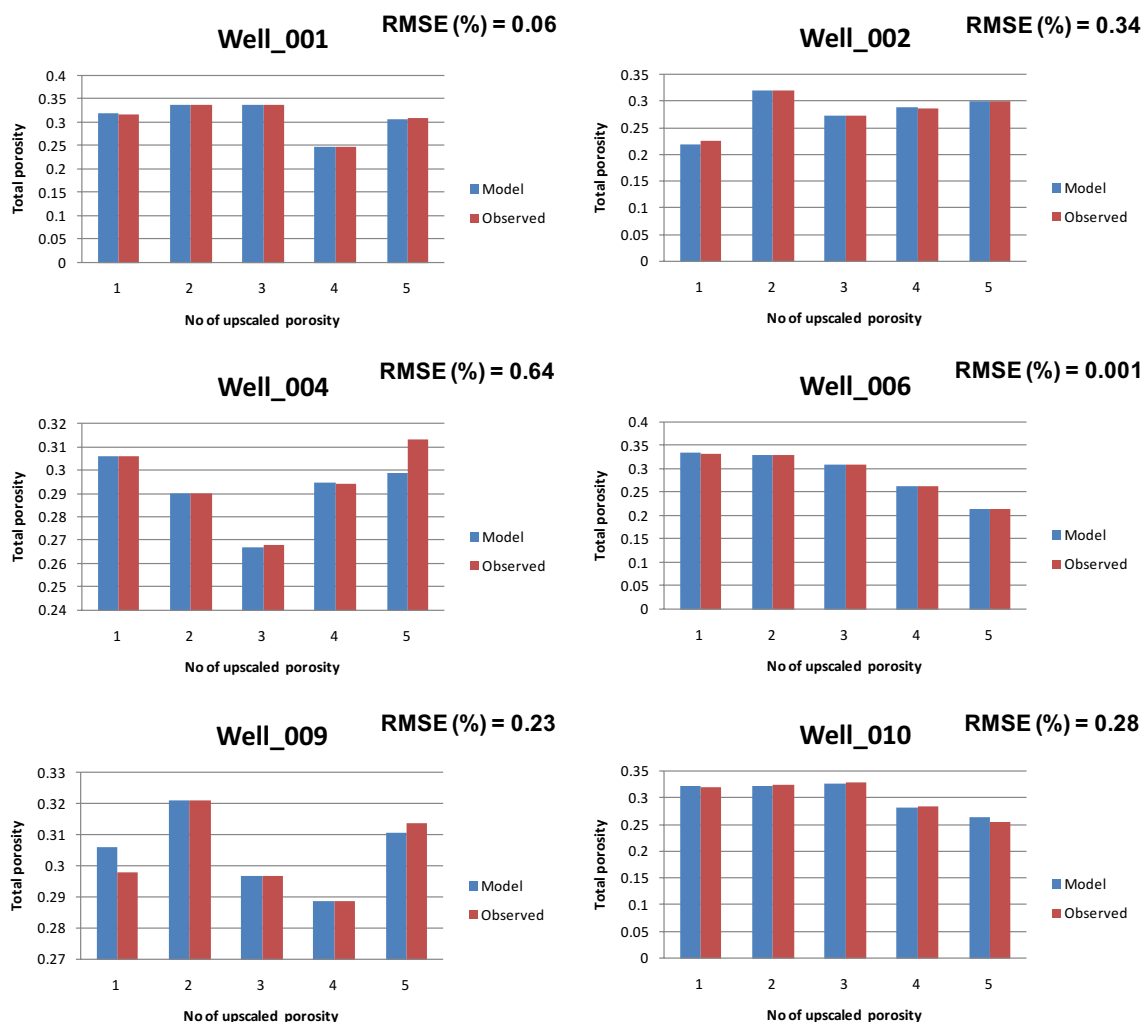 Well_001
RMSE (%) = 0.06
0.4
0.35
0.3
0.25
0.2
0.15
0.1
0.05
0
Total porosity
1 2 3 4 5
No of upscaled porosity
Model
Observed
Well_002
RMSE (%) = 0.34
0.35
0.3
0.25
0.2
0.15
0.1
0.05
0
Total porosity
1 2 3 4 5
No of upscaled porosity
Model
Observed
Well_004
RMSE (%) = 0.64
0.32
0.31
0.3
0.29
0.28
0.27
0.26
0.25
0.24
Total porosity
1 2 3 4 5
No of upscaled porosity
Model
Observed
Well_006
RMSE (%) = 0.001
0.4
0.35
0.3
0.25
0.2
0.15
0.1
0.05
0
Total porosity
1 2 3 4 5
No of upscaled porosity
Model
Observed
Well_009
RMSE (%) = 0.23
0.33
0.32
0.31
0.3
0.29
0.28
0.27
Total porosity
1 2 3 4 5
No of upscaled porosity
Model
Observed
Well_010
RMSE (%) = 0.28
0.35
0.3
0.25
0.2
0.15
0.1
0.05
0
Total porosity
1 2 3 4 5
No of upscaled porosity
Model
Observed